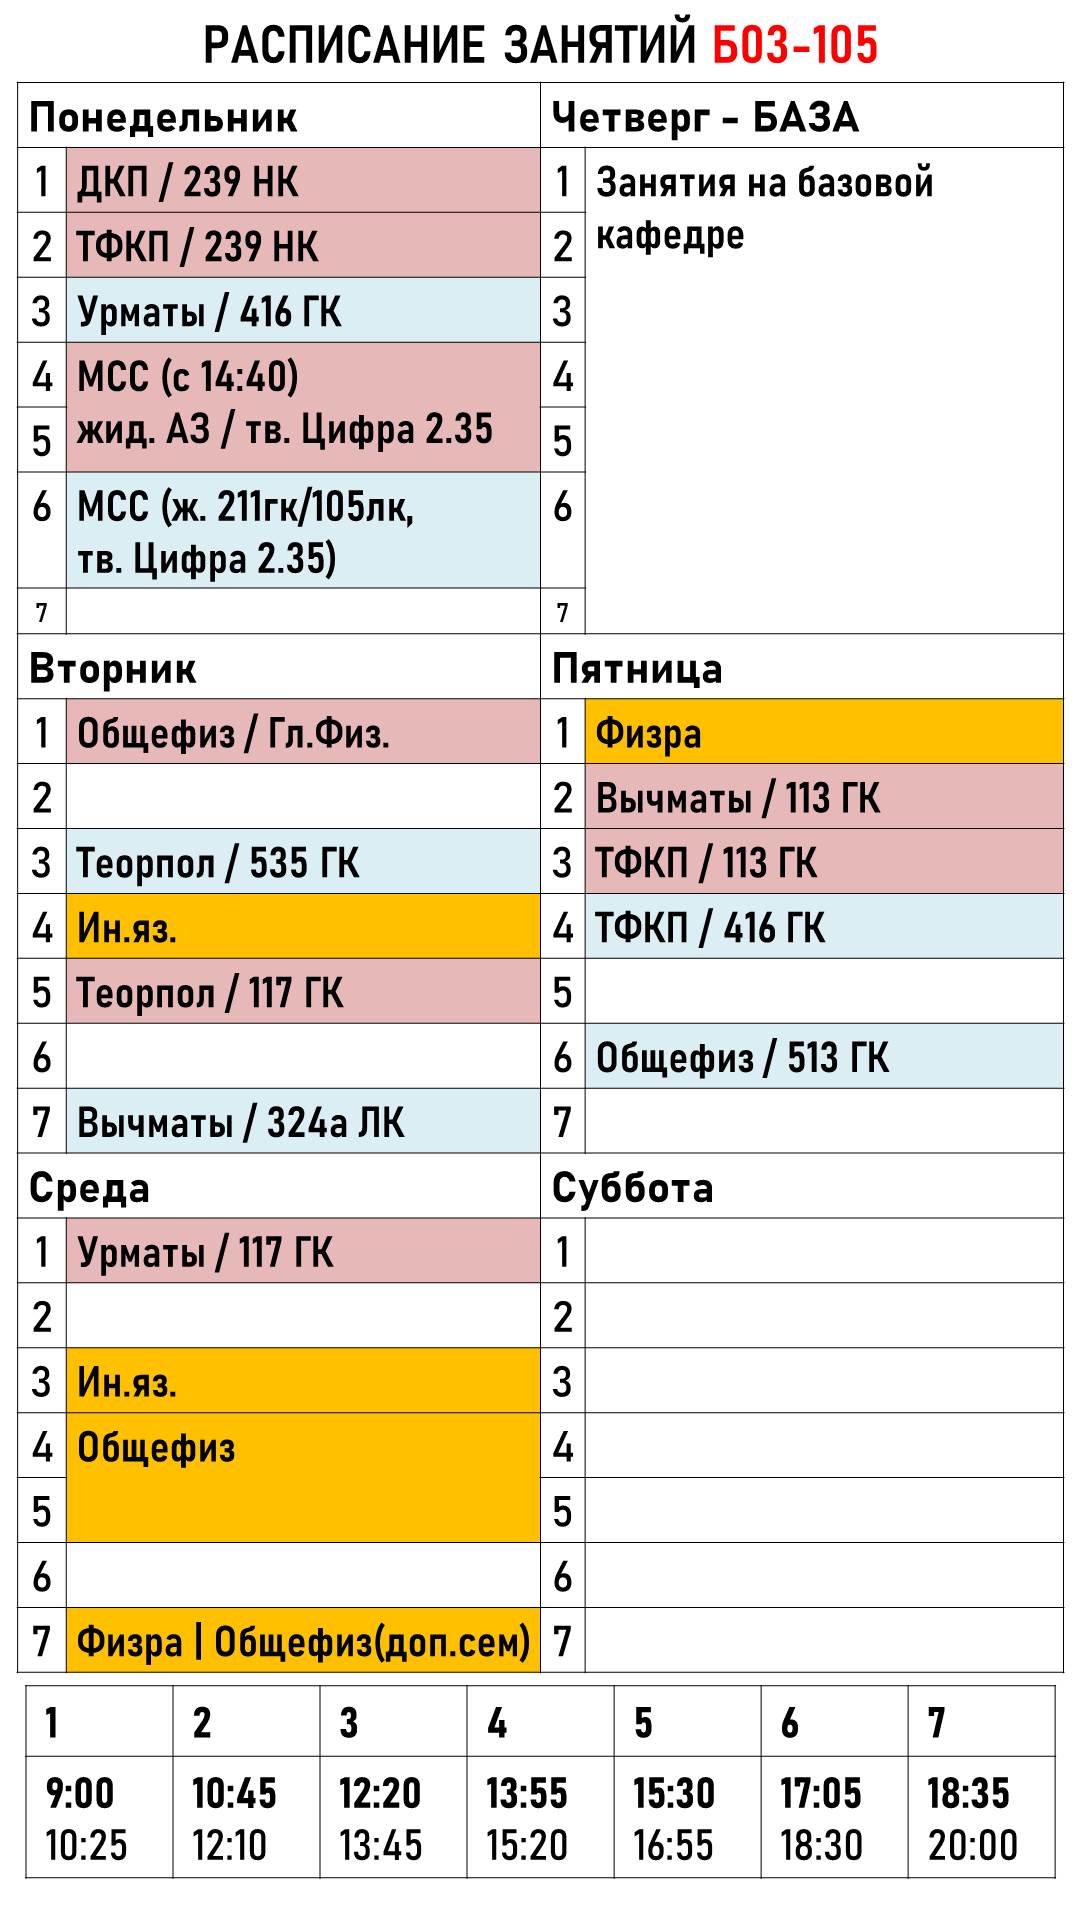 РАСПИСАНИЕ ЗАНЯТИЙ Б03-105
Понедельник
1 ДКП / 239 НК
2 ТФКП / 239 НК
3 Урматы / 416 ГК
4 МСС (с 14:40)
5 жид. АЗ / тв. Цифра 2.35
6 МСС (ж. 211гк/105лк,
тв. Цифра 2.35)
7
Четверг - БАЗА
1 Занятия на базовой
2 кафедре
3
4
5
6
7
Вторник
1 Общефиз / Гл.Физ.
2
3 Теорпол / 535 ГК
4 Ин.яз.
5 Теорпол / 117 ГК
6
7 Вычматы / 324а ЛК
Пятница
1 Физра
2 Вычматы / 113 ГК
3 ТФКП / 113 ГК
4 ТФКП / 416 ГК
5
6 Общефиз / 513 ГК
7
Среда
1 Урматы / 117 ГК
2
3 Ин.яз.
4 Общефиз
5
6
7 Физра | Общефиз(доп.сем)
Суббота
1
2
3
4
5
6
7
1 2 3 4 5 6 7
9:00 10:45 12:20 13:55 15:30 17:05 18:35
10:25 12:10 13:45 15:20 16:55 18:30 20:00